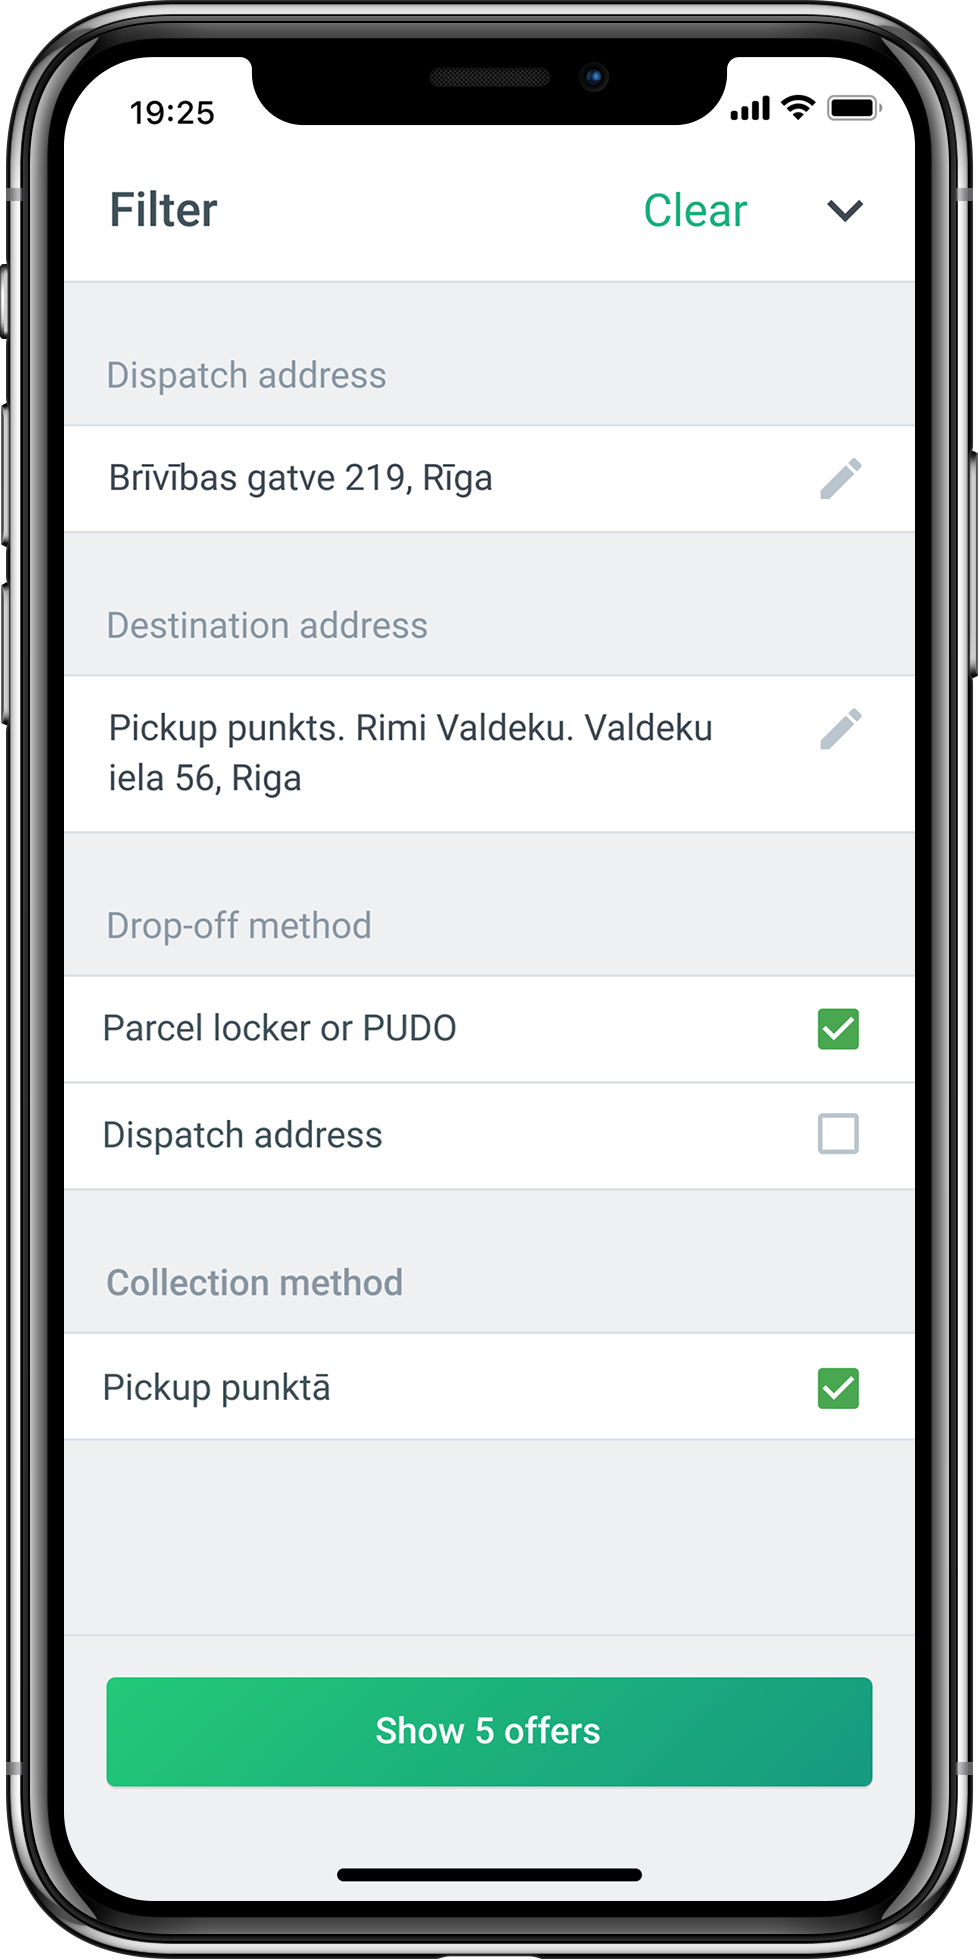 19:25
Filter
Clear
Dispatch address
Brīvības gatve 219, Rīga
Destination address
Pickup punkts. Rimi Valdeku. Valdeku
iela 56, Riga
Drop-off method
Parcel locker or PUDO
Dispatch address
Collection method
Pickup punktā
Show 5 offers